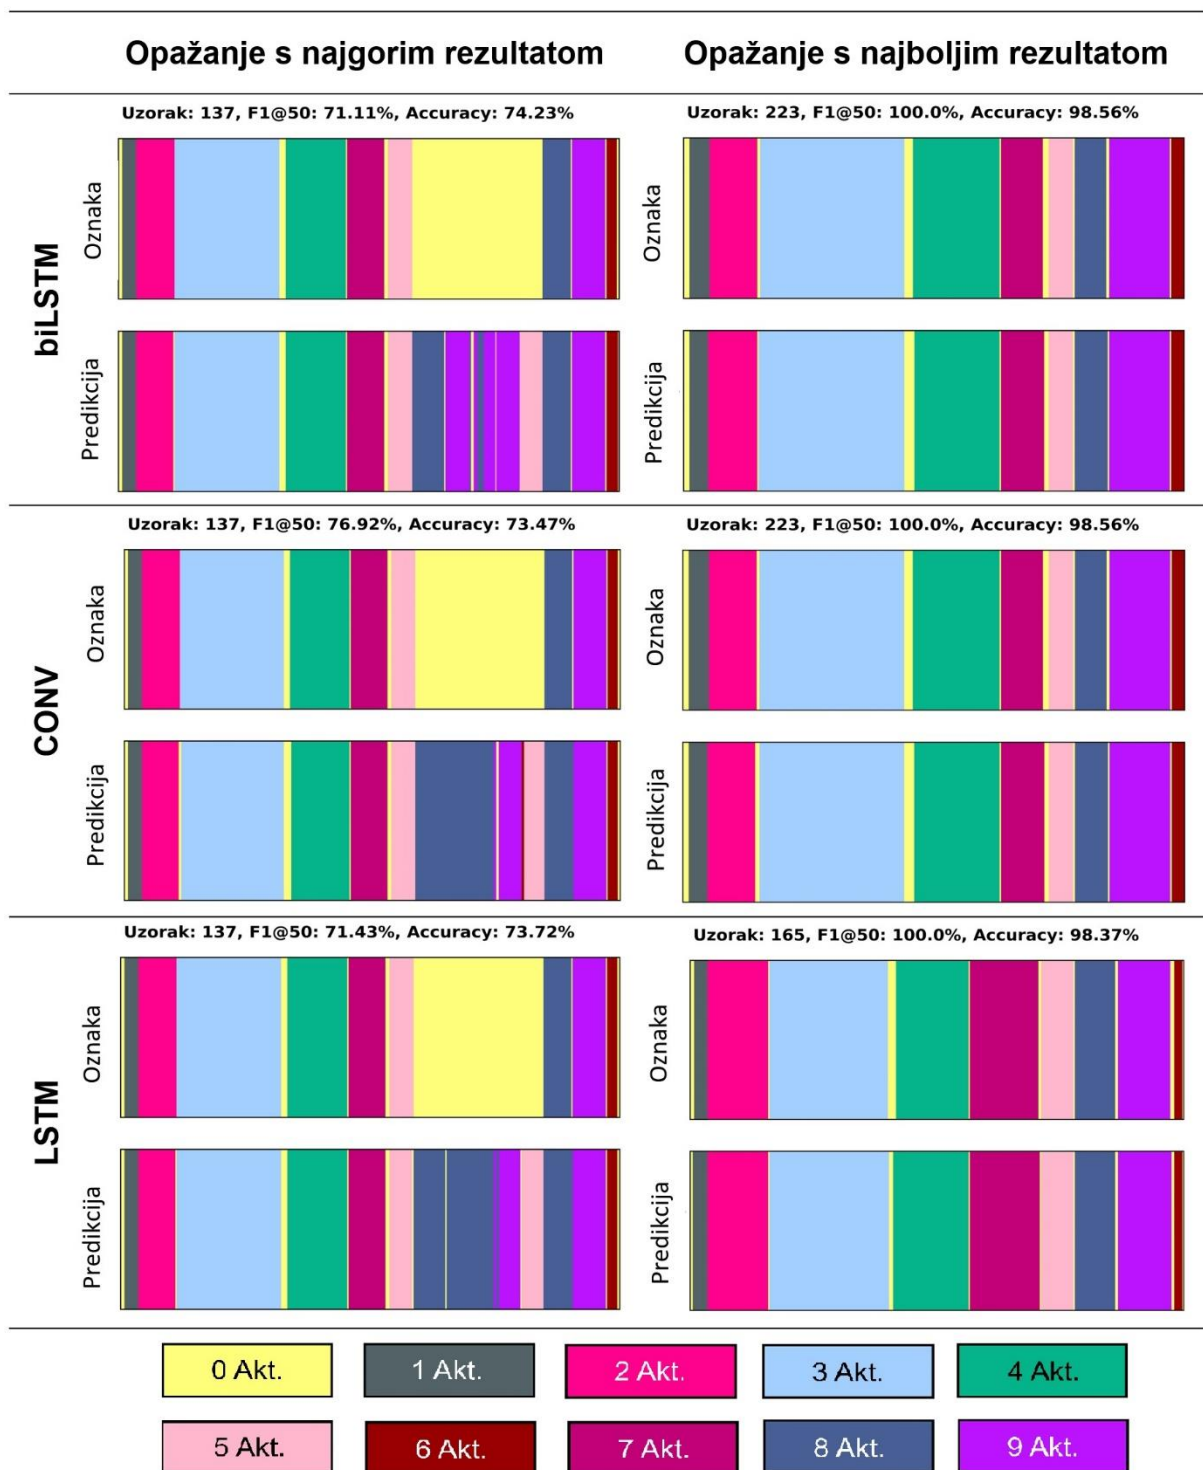 Opažanje s najgorim rezultatom
Opažanje s najboljim rezultatom
biLSTM
Uzorak: 137, F1@50: 71.11%, Accuracy: 74.23%
Oznaka
Predikcija
Uzorak: 223, F1@50: 100.0%, Accuracy: 98.56%
Oznaka
Predikcija
CONV
Uzorak: 137, F1@50: 76.92%, Accuracy: 73.47%
Oznaka
Predikcija
Uzorak: 223, F1@50: 100.0%, Accuracy: 98.56%
Oznaka
Predikcija
LSTM
Uzorak: 137, F1@50: 71.43%, Accuracy: 73.72%
Oznaka
Predikcija
Uzorak: 165, F1@50: 100.0%, Accuracy: 98.37%
Oznaka
Predikcija
0 Akt.
1 Akt.
2 Akt.
3 Akt.
4 Akt.
5 Akt.
6 Akt.
7 Akt.
8 Akt.
9 Akt.